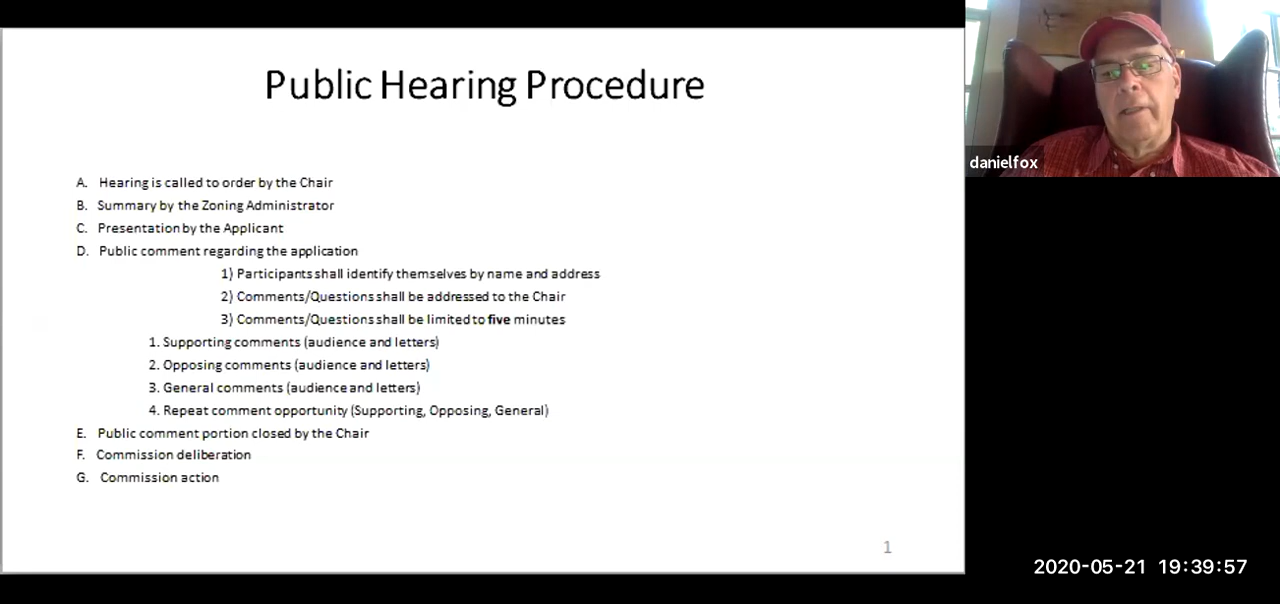 Public Hearing Procedure
A. Hearing is called to order by the Chair
B. Summary by the Zoning Administrator
C. Presentation by the Applicant
D. Public comment regarding the application
1) Participants shall identify themselves by name and address
2) Comments/Questions shall be addressed to the Chair
3) Comments/Questions shall be limited to five minutes
1. Supporting comments (audience and letters)
2. Opposing comments (audience and letters)
3. General comments (audience and letters)
4. Repeat comment opportunity (Supporting, Opposing, General)
E. Public comment portion closed by the Chair
F. Commission deliberation
G. Commission action
1
danielfox
2020-05-21 19:39:57